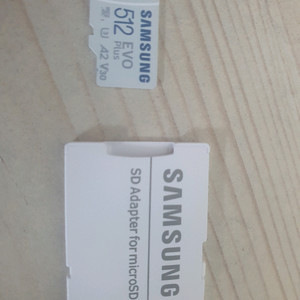 SAMSUNG
512 EVO
Plus
U3 A2 V30
SAMSUNG
SD Adapter for microSD